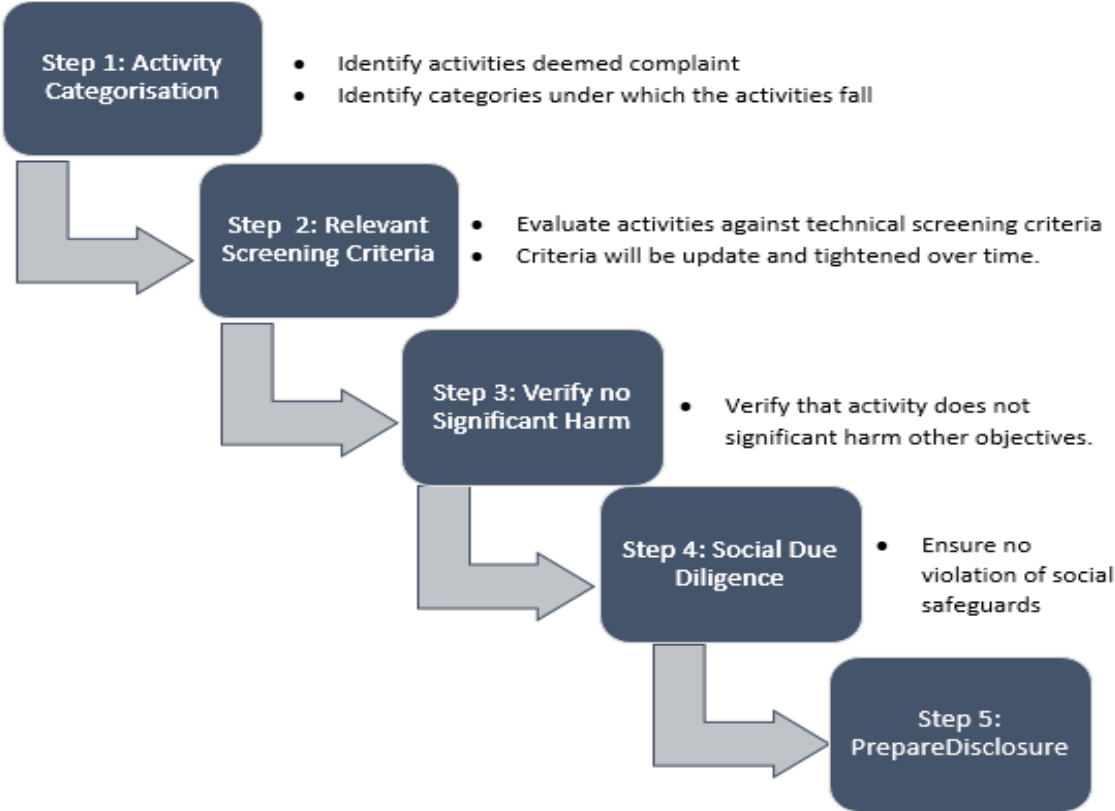 Step 1: Activity
Categorisation
• Identify activities deemed complaint
• Identify categories under which the activities fall
Step 2: Relevant
Screening Criteria
• Evaluate activities against technical screening criteria
• Criteria will be update and tightened over time.
Step 3: Verify no
Significant Harm
• Verify that activity does not
significant harm other objectives.
Step 4: Social Due
Diligence
• Ensure no
violation of social
safeguards
Step 5:
PrepareDisclosure